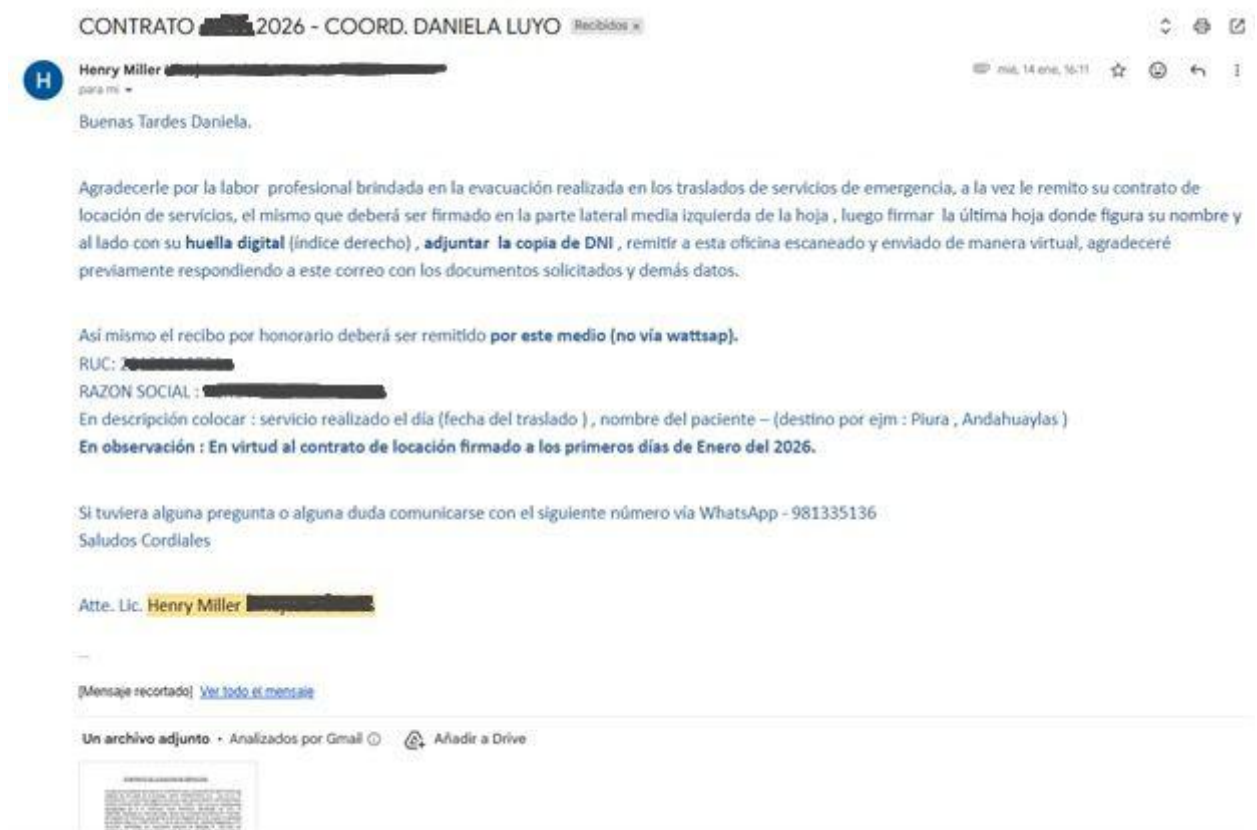 CONTRATO 2026 - COORD. DANIELA LUYO Recibidos x
H
Henry Miller
mié, 14 ene, 16:11
para mí
Buenas Tardes Daniela.
Agradecerle por la labor profesional brindada en la evacuación realizada en los traslados de servicios de emergencia, a la vez le remito su contrato de
locación de servicios, el mismo que deberá ser firmado en la parte lateral media izquierda de la hoja , luego firmar la última hoja donde figura su nombre y
al lado con su huella digital (índice derecho) , adjuntar la copia de DNI , remitir a esta oficina escaneado y enviado de manera virtual, agradeceré
previamente respondiendo a este correo con los documentos solicitados y demás datos.
Así mismo el recibo por honorario deberá ser remitido por este medio (no vía wattsap).
RUC:
RAZON SOCIAL :
En descripción colocar : servicio realizado el día (fecha del traslado ) , nombre del paciente – (destino por ejm : Piura , Andahuaylas )
En observación : En virtud al contrato de locación firmado a los primeros días de Enero del 2026.
Si tuviera alguna pregunta o alguna duda comunicarse con el siguiente número vía WhatsApp - 981335136
Saludos Cordiales
Atte. Lic. Henry Miller
...
[Mensaje recortado] Ver todo el mensaje
Un archivo adjunto • Analizados por Gmail
Añadir a Drive